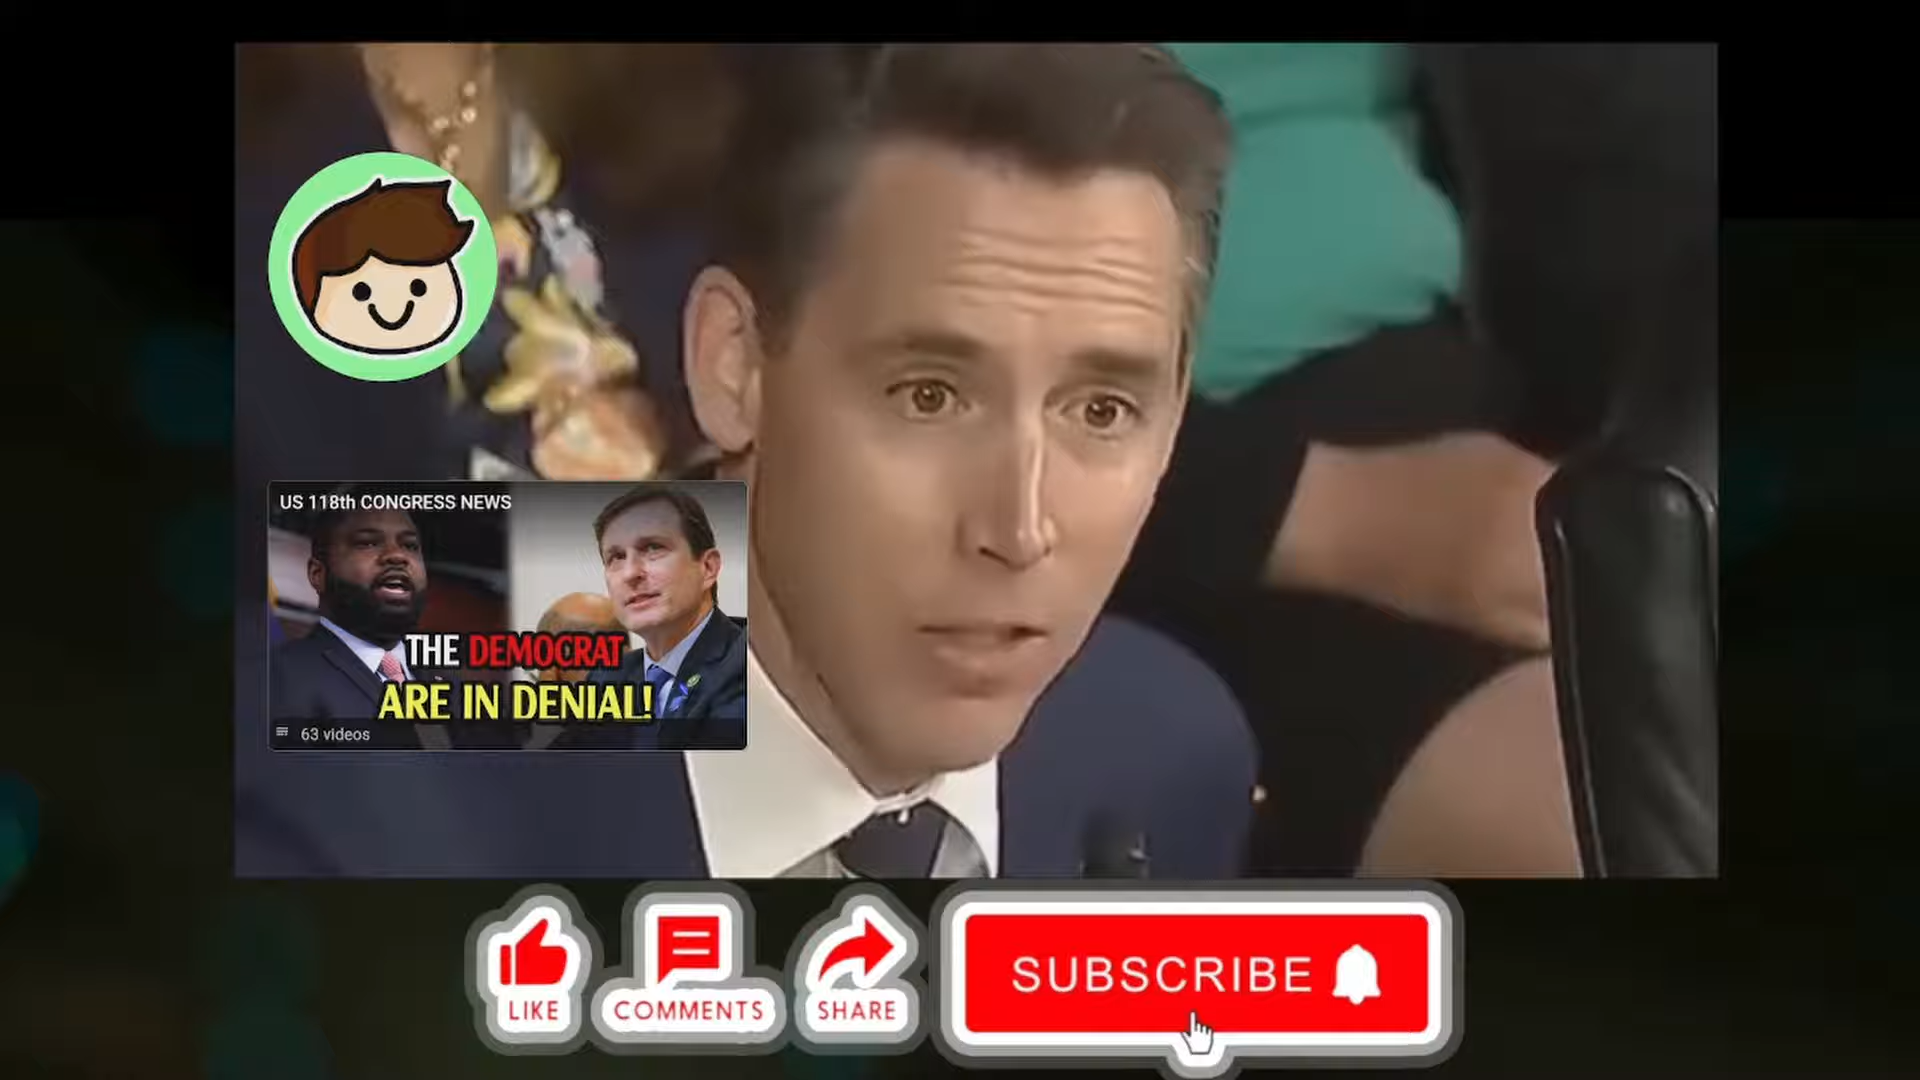 US 118th CONGRESS NEWS
THE DEMOCRAT
ARE IN DENIAL!
63 videos
LIKE
COMMENTS
SHARE
SUBSCRIBE